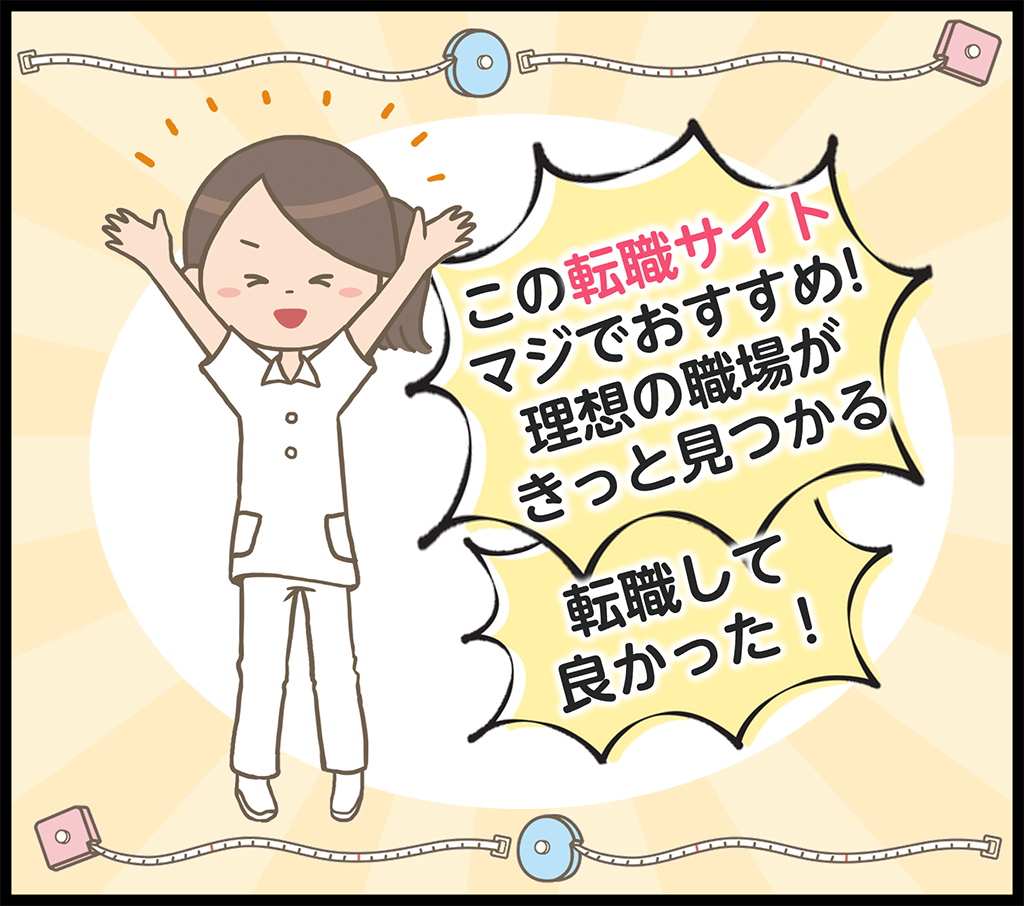 この転職サイト
マジでおすすめ!
理想の職場が
きっと見つかる
転職して
良かった！